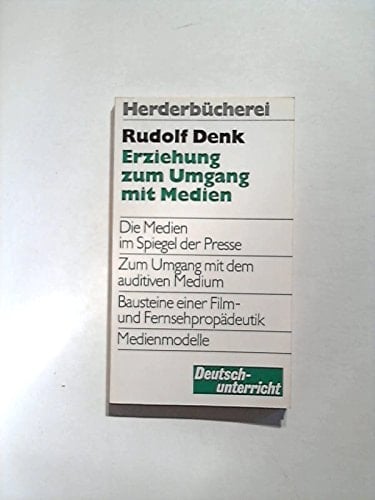 Herderbücherei
Rudolf Denk
Erziehung
zum Umgang
mit Medien
Die Medien
im Spiegel der Presse
Zum Umgang mit dem
auditiven Medium
Bausteine einer Film-
und Fernsehpropädeutik
Medienmodelle
Deutsch-
unterricht